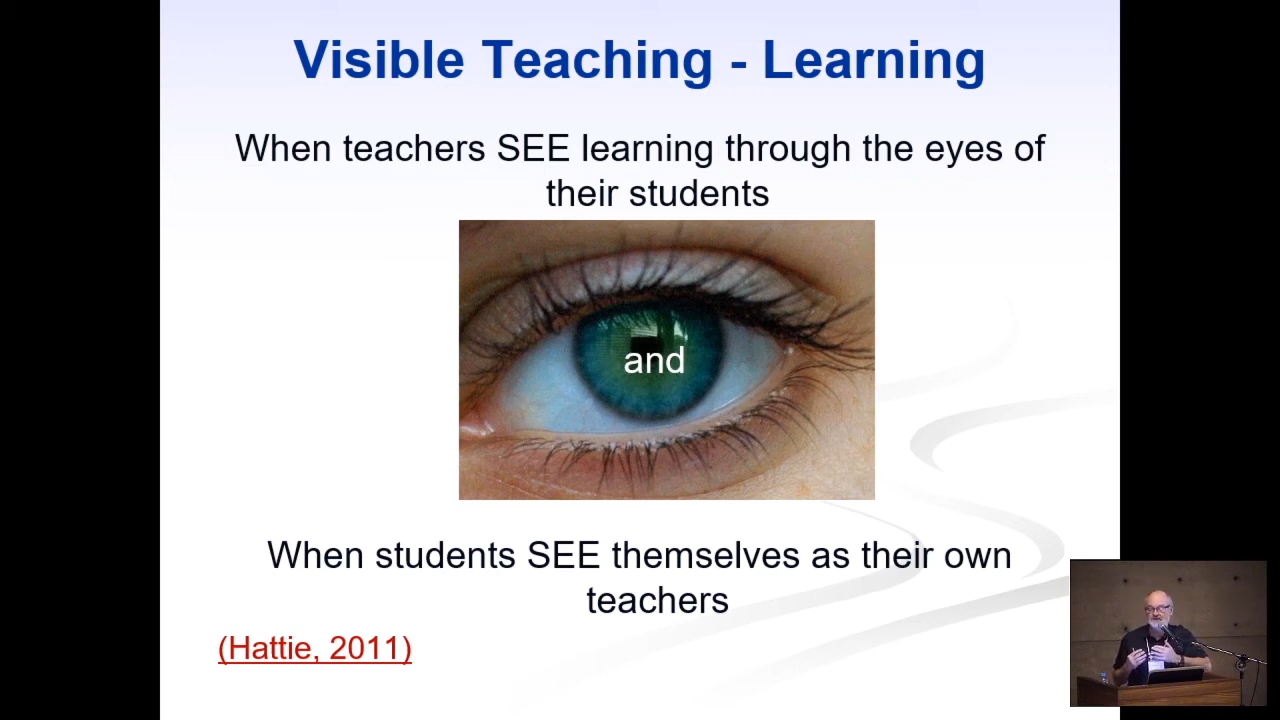 Visible Teaching - Learning
When teachers SEE learning through the eyes of
their students
and
When students SEE themselves as their own
teachers
(Hattie, 2011)